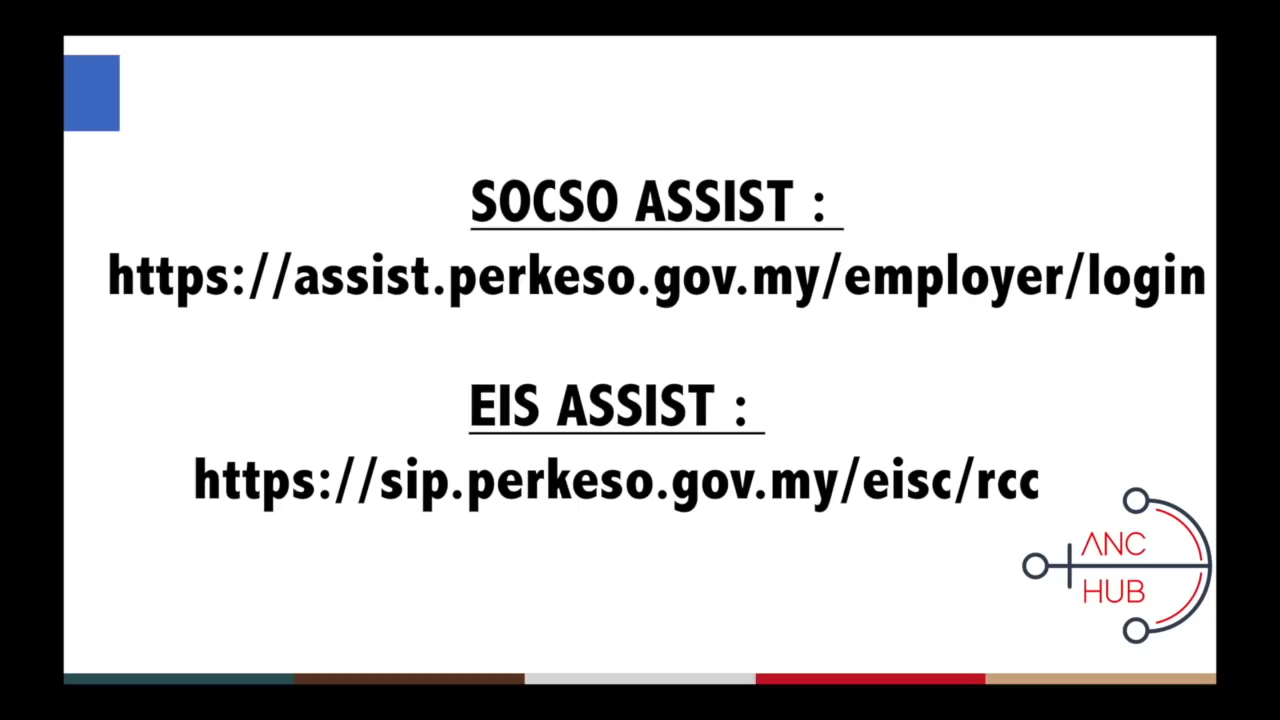 SOCSO ASSIST :
https://assist.perkeso.gov.my/employer/login
EIS ASSIST :
https://sip.perkeso.gov.my/eisc/rcc
ANC
HUB